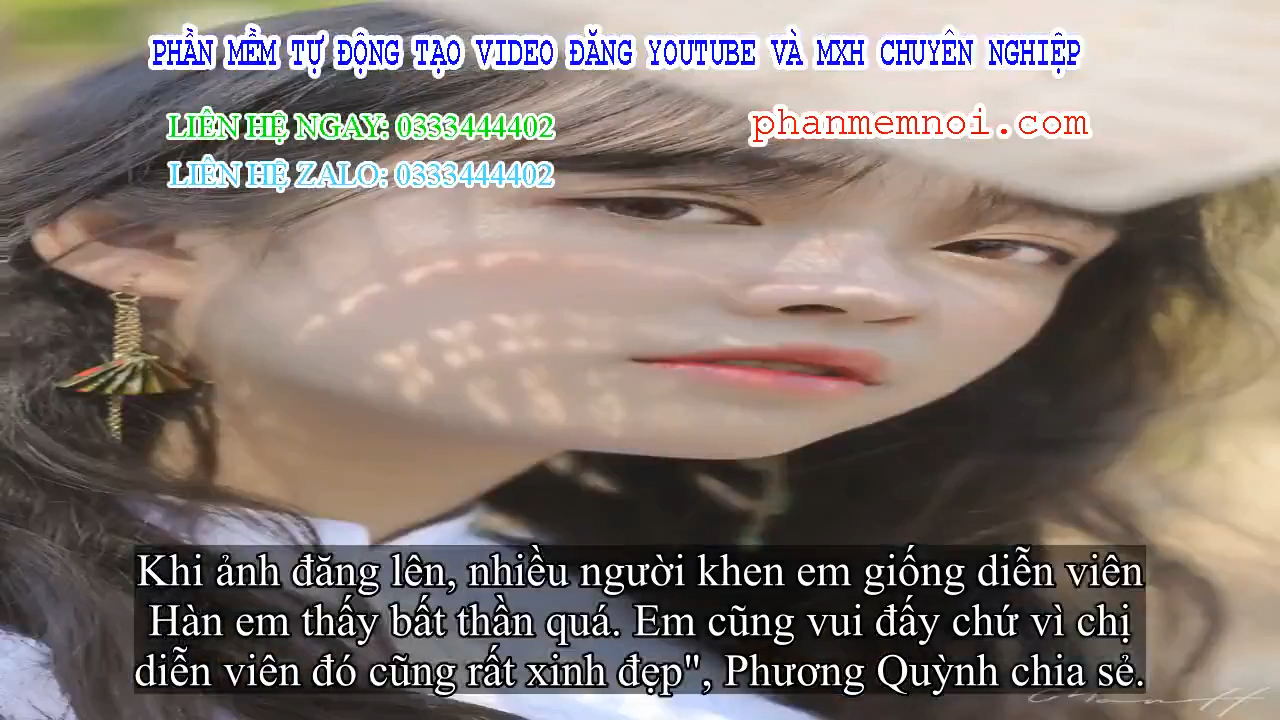 PHẦN MỀM TỰ ĐỘNG TẠO VIDEO ĐĂNG YOUTUBE VÀ MXH CHUYÊN NGHIỆP
LIÊN HỆ NGAY: 0333444402
phanmemnoi.com
LIÊN HỆ ZALO: 0333444402
Khi ảnh đăng lên, nhiều người khen em giống diễn viên
Hàn em thấy bất thần quá. Em cũng vui đấy chứ vì chị
diễn viên đó cũng rất xinh đẹp", Phương Quỳnh chia sẻ.